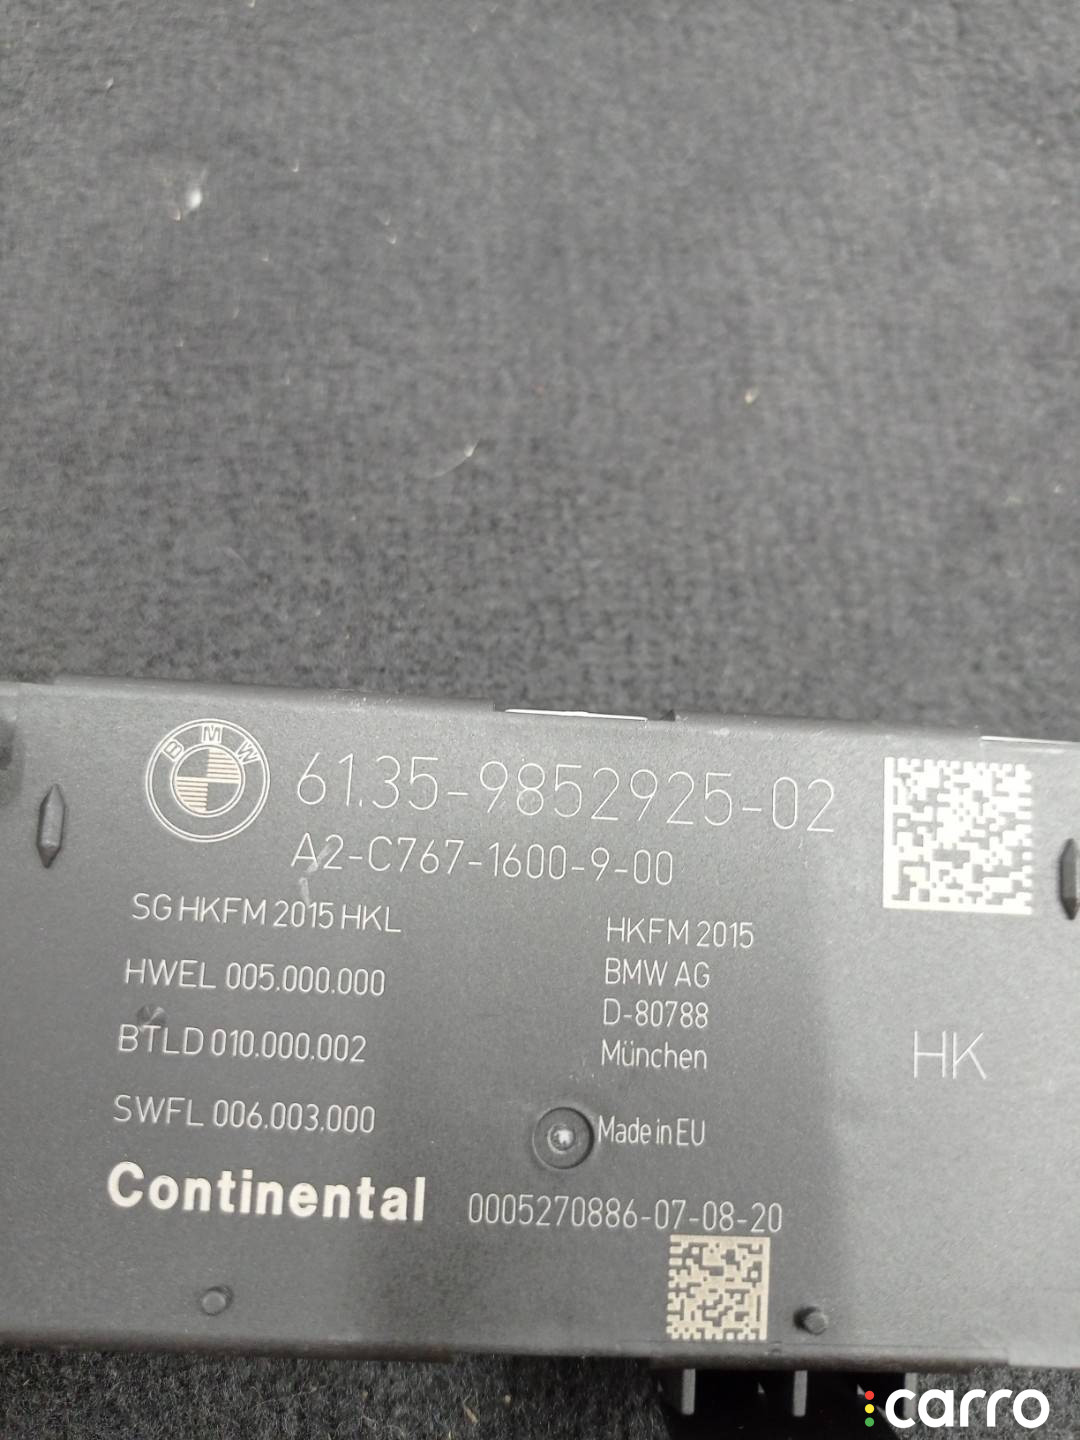 BMW
61.35-9852925-02
A2-C767-1600-9-00
SG HKFM 2015 HKL
HWEL 005.000.000
BTLD 010.000.002
SWFL 006.003.000
HKFM 2015
BMW AG
D-80788
München
HK
Made in EU
Continental
0005270886-07-08-20
carro